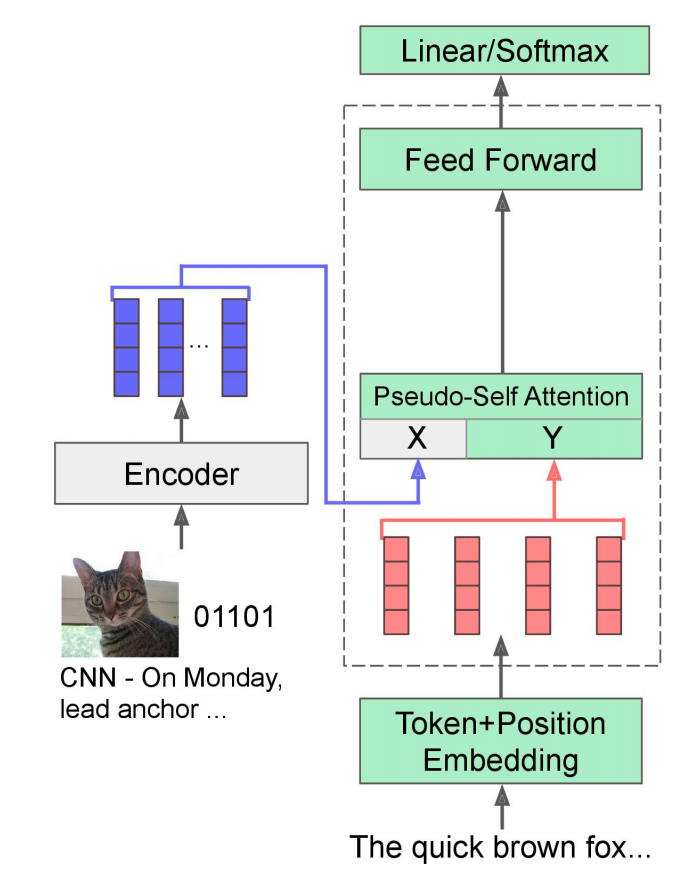 Linear/Softmax
Feed Forward
Pseudo-Self Attention
X
Y
...
Encoder
01101
CNN - On Monday,
lead anchor ...
Token+Position
Embedding
The quick brown fox...